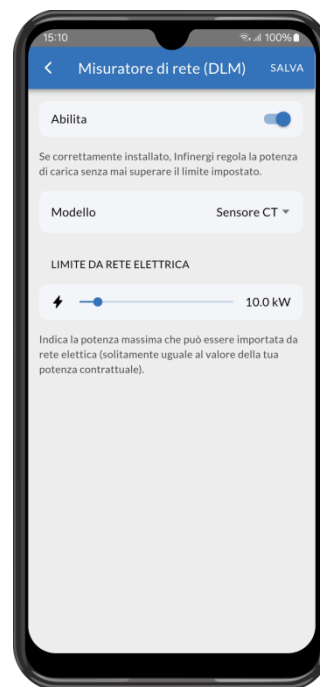 15:10 100%
Misuratore di rete (DLM) SALVA
Abilita
Se correttamente installato, Infinergi regola la potenza
di carica senza mai superare il limite impostato.
Modello Sensore CT
LIMITE DA RETE ELETTRICA
10.0 kW
Indica la potenza massima che può essere importata da
rete elettica (solitamente uguale al valore della tua
potenza contrattuale).